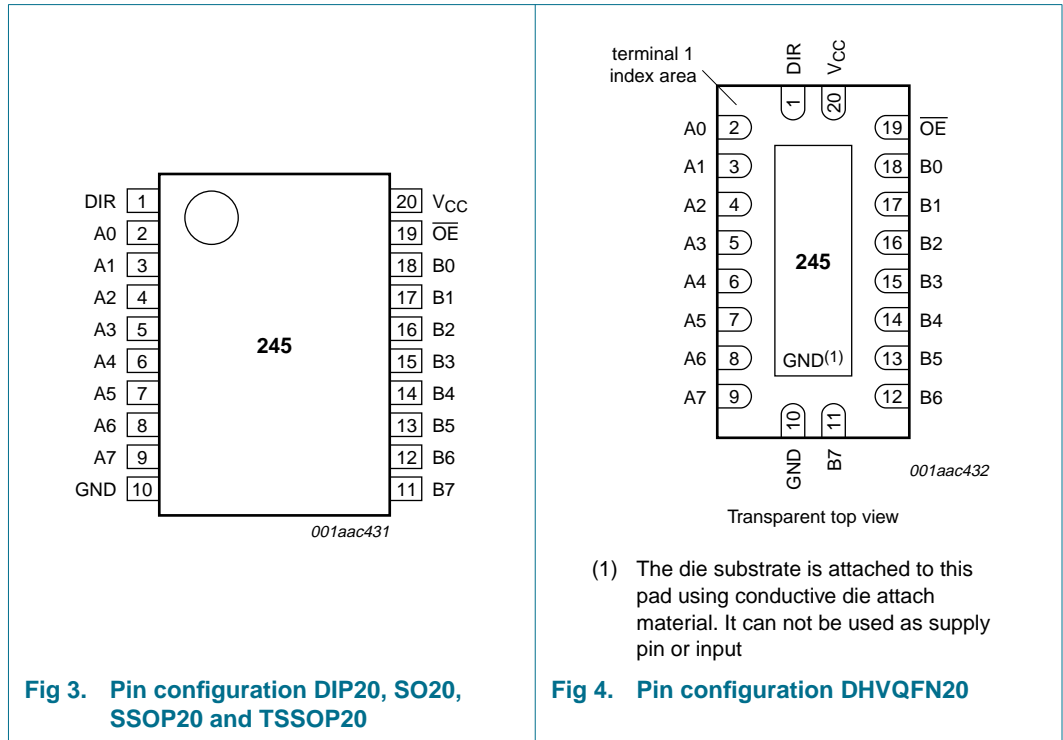 DIR 1
A0 2
A1 3
A2 4
A3 5
A4 6
A5 7
A6 8
A7 9
GND 10
245
20 VCC
19 OE
18 B0
17 B1
16 B2
15 B3
14 B4
13 B5
12 B6
11 B7
001aac431
Fig 3. Pin configuration DIP20, SO20,
SSOP20 and TSSOP20
terminal 1
index area
DIR
VCC
1
20
A0 2
A1 3
A2 4
A3 5
A4 6
A5 7
A6 8
A7 9
245
GND(1)
19 OE
18 B0
17 B1
16 B2
15 B3
14 B4
13 B5
12 B6
10
11
GND
B7
001aac432
Transparent top view
(1) The die substrate is attached to this
pad using conductive die attach
material. It can not be used as supply
pin or input
Fig 4. Pin configuration DHVQFN20